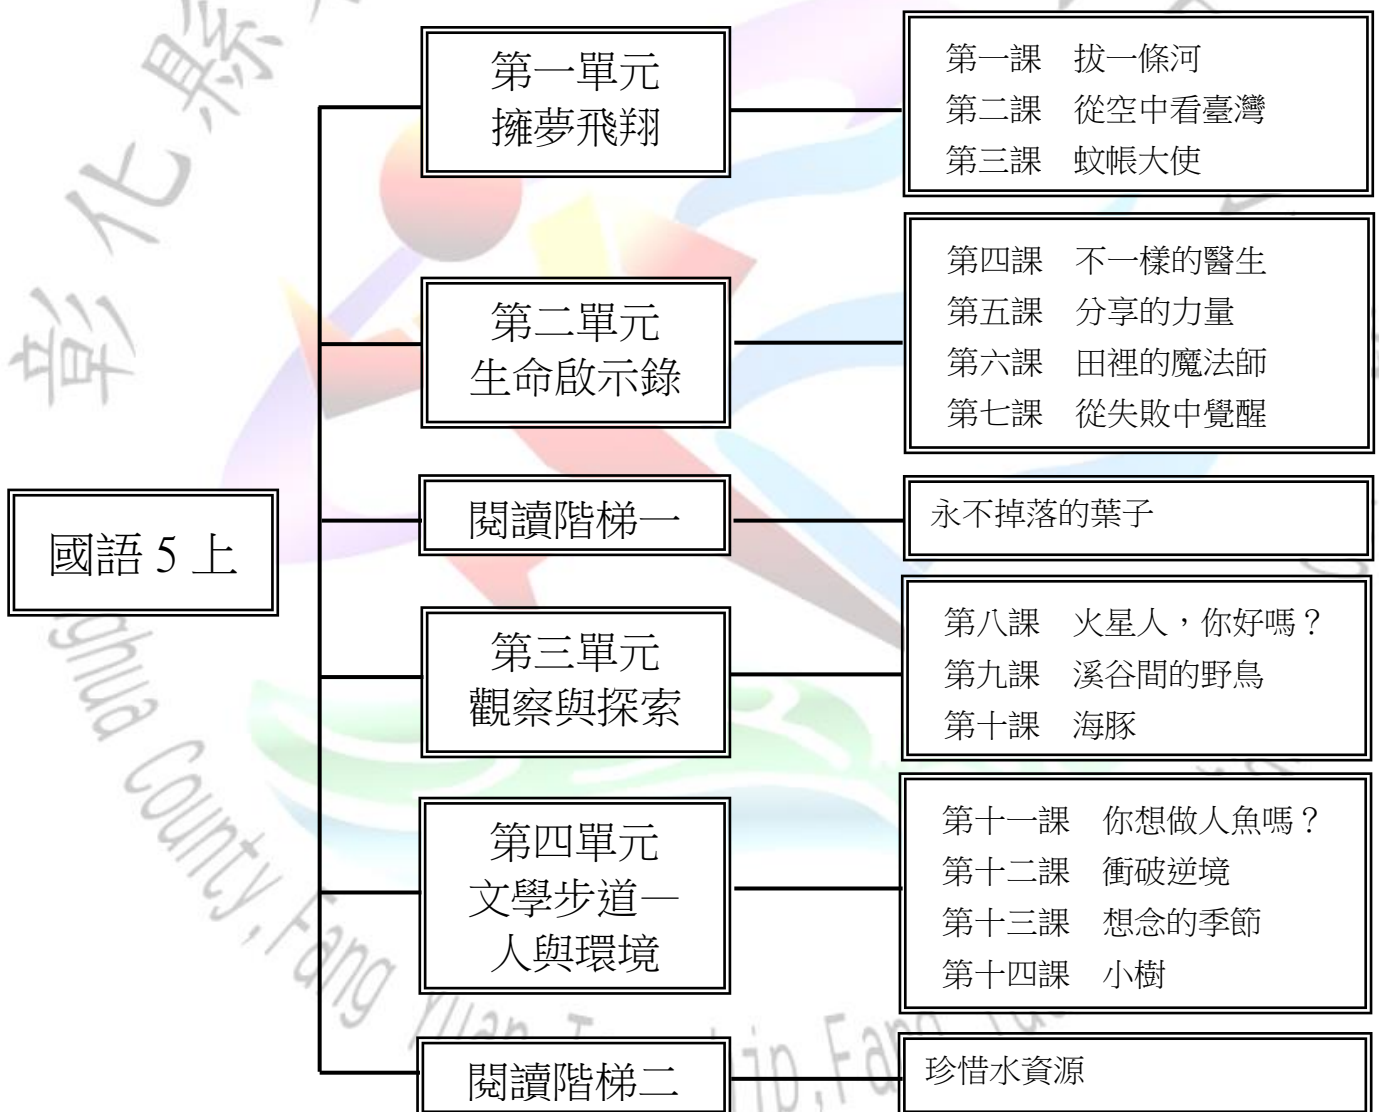 國語 5 上
第一單元
擁夢飛翔
第一課 拔一條河
第二課 從空中看臺灣
第三課 蚊帳大使
第二單元
生命啟示錄
第四課 不一樣的醫生
第五課 分享的力量
第六課 田裡的魔法師
第七課 從失敗中覺醒
閱讀階梯一
永不掉落的葉子
第三單元
觀察與探索
第八課 火星人，你好嗎？
第九課 溪谷間的野鳥
第十課 海豚
第四單元
文學步道—
人與環境
第十一課 你想做人魚嗎？
第十二課 衝破逆境
第十三課 想念的季節
第十四課 小樹
閱讀階梯二
珍惜水資源
彰化縣
County, Fang